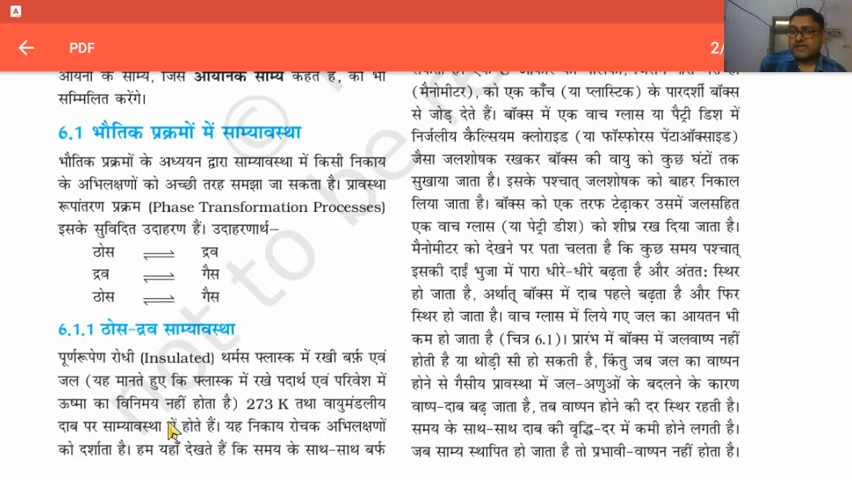 A
PDF
2/
आयनों के साम्य, जिसे आयनिक साम्य कहते हैं, को भी
सम्मिलित करेंगे।
6.1 भौतिक प्रक्रमों में साम्यावस्था
भौतिक प्रक्रमों के अध्ययन द्वारा साम्यावस्था में किसी निकाय
के अभिलक्षणों को अच्छी तरह समझा जा सकता है। प्रावस्था
रूपांतरण प्रक्रम (Phase Transformation Processes)
इसके सुविदित उदाहरण हैं। उदाहरणार्थ–
ठोस ⇌ द्रव
द्रव ⇌ गैस
ठोस ⇌ गैस
6.1.1 ठोस-द्रव साम्यावस्था
पूर्णरूपेण रोधी (Insulated) थर्मस फ्लास्क में रखी बर्फ़ एवं
जल (यह मानते हुए कि फ्लास्क में रखे पदार्थ एवं परिवेश में
ऊष्मा का विनिमय नहीं होता है) 273 K तथा वायुमंडलीय
दाब पर साम्यावस्था में होते हैं। यह निकाय रोचक अभिलक्षणों
को दर्शाता है। हम यहाँ देखते हैं कि समय के साथ-साथ बर्फ
(मैनोमीटर), को एक काँच (या प्लास्टिक) के पारदर्शी बॉक्स
से जोड़ देते हैं। बॉक्स में एक वाच ग्लास या पैट्री डिश में
निर्जलीय कैल्सियम क्लोराइड (या फॉस्फोरस पेंटाऑक्साइड)
जैसा जलशोषक रखकर बॉक्स की वायु को कुछ घंटों तक
सुखाया जाता है। इसके पश्चात् जलशोषक को बाहर निकाल
लिया जाता है। बॉक्स को एक तरफ टेढ़ाकर उसमें जलसहित
एक वाच ग्लास (या पेट्री डीश) को शीघ्र रख दिया जाता है।
मैनोमीटर को देखने पर पता चलता है कि कुछ समय पश्चात्
इसकी दाईं भुजा में पारा धीरे-धीरे बढ़ता है और अंततः स्थिर
हो जाता है, अर्थात् बॉक्स में दाब पहले बढ़ता है और फिर
स्थिर हो जाता है। वाच ग्लास में लिये गए जल का आयतन भी
कम हो जाता है (चित्र 6.1)। प्रारंभ में बॉक्स में जलवाष्प नहीं
होती है या थोड़ी सी हो सकती है, किंतु जब जल का वाष्पन
होने से गैसीय प्रावस्था में जल-अणुओं के बदलने के कारण
वाष्प-दाब बढ़ जाता है, तब वाष्पन होने की दर स्थिर रहती है।
समय के साथ-साथ दाब की वृद्धि-दर में कमी होने लगती है।
जब साम्य स्थापित हो जाता है तो प्रभावी-वाष्पन नहीं होता है।
© not to be re